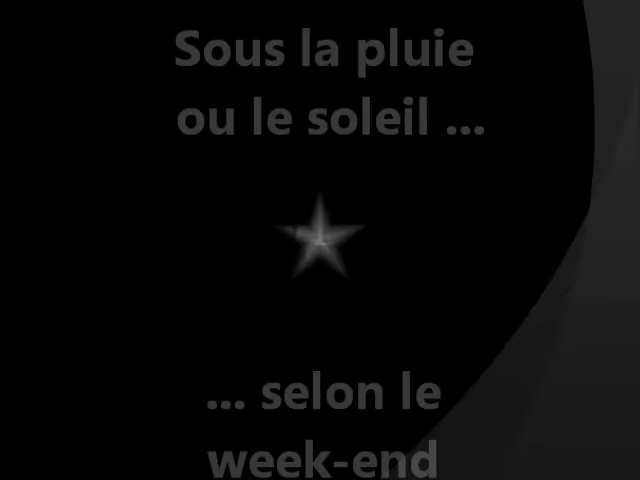 Sous la pluie
ou le soleil ...
... selon le
week-end